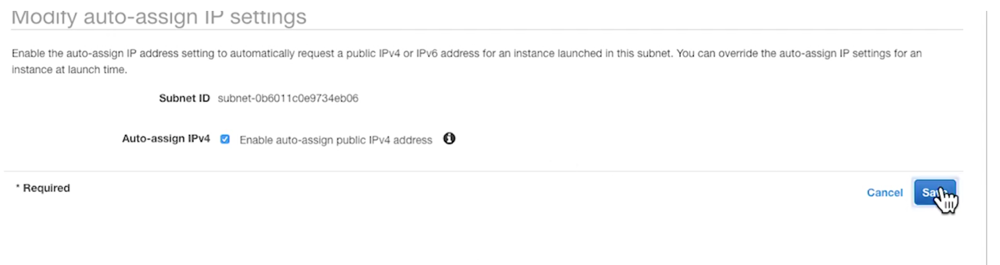 Modify auto-assign IP settings
Enable the auto-assign IP address setting to automatically request a public IPv4 or IPv6 address for an instance launched in this subnet. You can override the auto-assign IP settings for an
instance at launch time.
Subnet ID subnet-0b6011c0e9734eb06
Auto-assign IPv4 Enable auto-assign public IPv4 address
* Required
Cancel Save